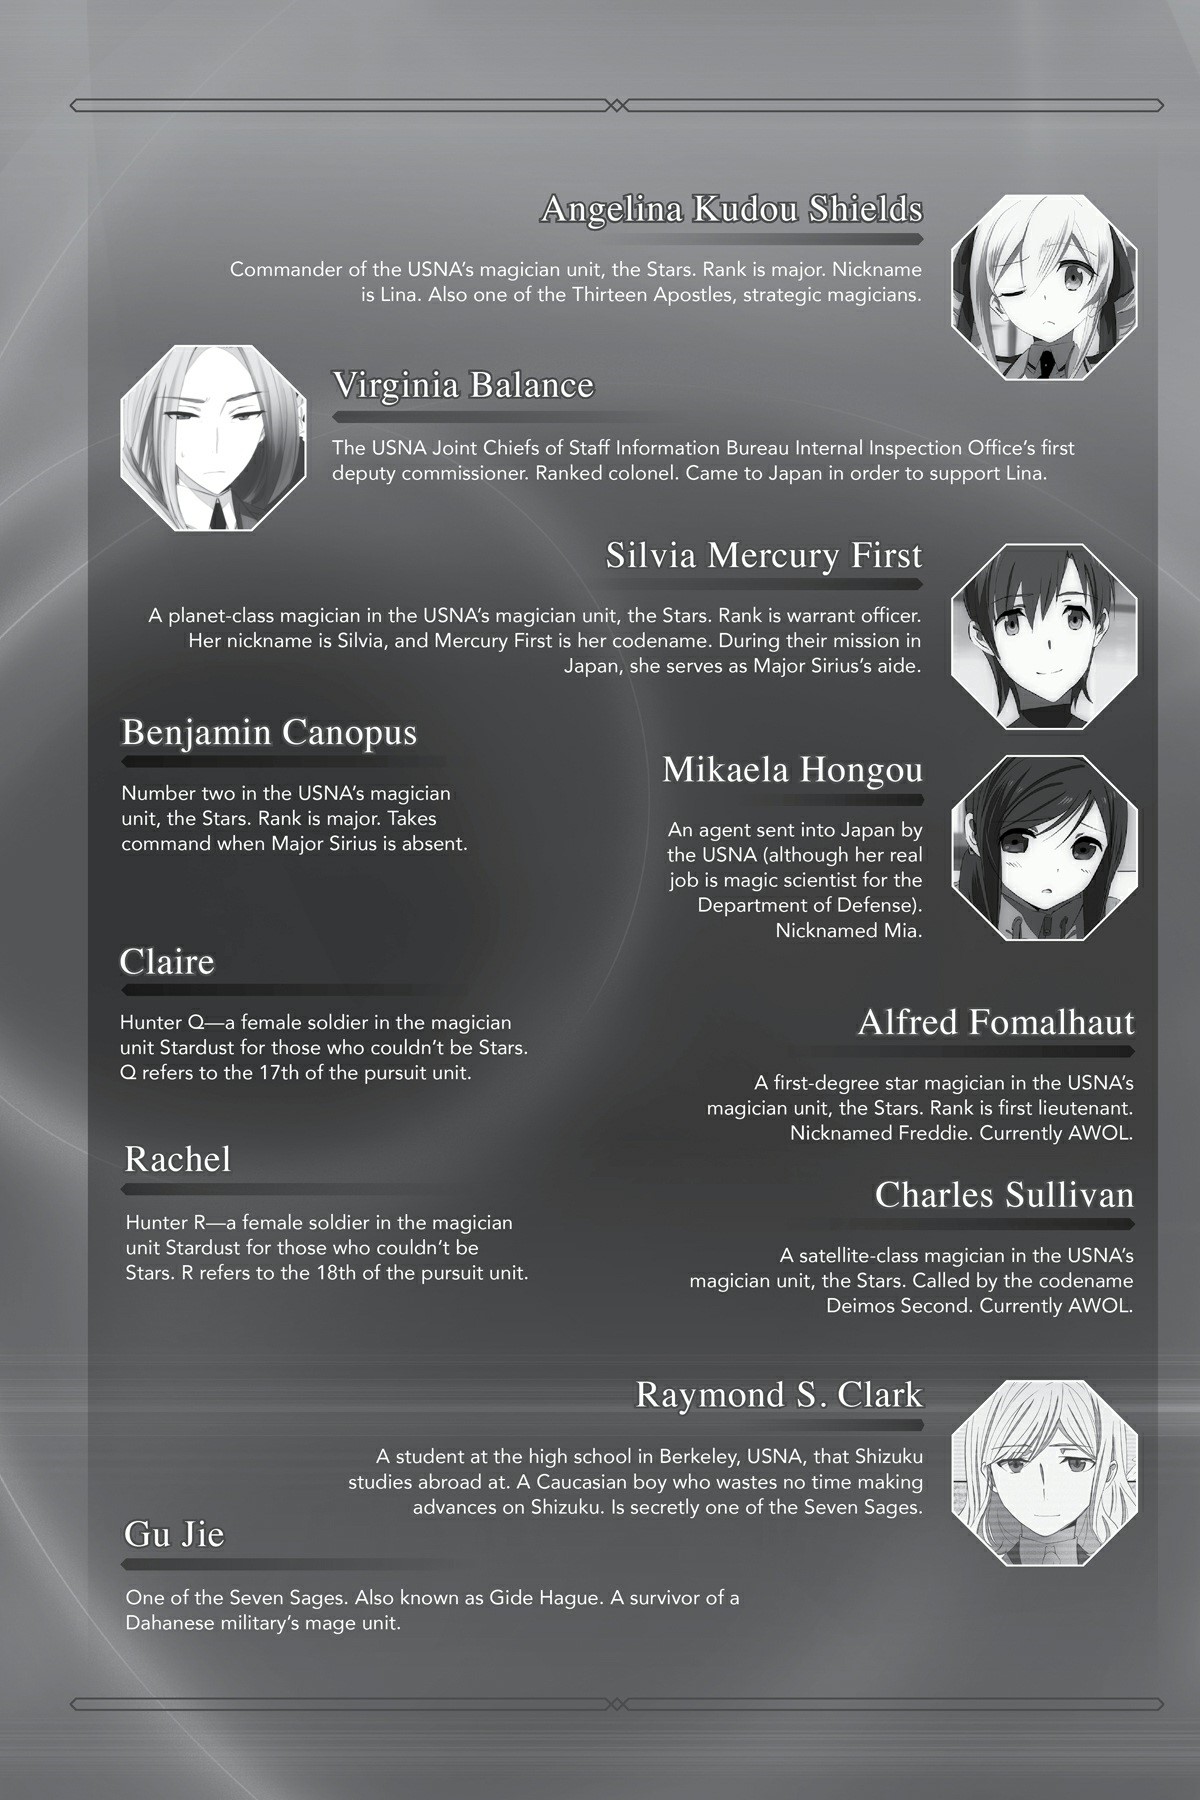 Angelina Kudou Shields
Commander of the USNA’s magician unit, the Stars. Rank is major. Nickname
is Lina. Also one of the Thirteen Apostles, strategic magicians.
Virginia Balance
The USNA Joint Chiefs of Staff Information Bureau Internal Inspection Office’s first
deputy commissioner. Ranked colonel. Came to Japan in order to support Lina.
Silvia Mercury First
A planet-class magician in the USNA’s magician unit, the Stars. Rank is warrant officer.
Her nickname is Silvia, and Mercury First is her codename. During their mission in
Japan, she serves as Major Sirius’s aide.
Benjamin Canopus
Number two in the USNA’s magician
unit, the Stars. Rank is major. Takes
command when Major Sirius is absent.
Mikaela Hongou
An agent sent into Japan by
the USNA (although her real
job is magic scientist for the
Department of Defense).
Nicknamed Mia.
Claire
Hunter Q—a female soldier in the magician
unit Stardust for those who couldn’t be Stars.
Q refers to the 17th of the pursuit unit.
Alfred Fomalhaut
A first-degree star magician in the USNA’s
magician unit, the Stars. Rank is first lieutenant.
Nicknamed Freddie. Currently AWOL.
Rachel
Hunter R—a female soldier in the magician
unit Stardust for those who couldn’t be
Stars. R refers to the 18th of the pursuit unit.
Charles Sullivan
A satellite-class magician in the USNA’s
magician unit, the Stars. Called by the codename
Deimos Second. Currently AWOL.
Raymond S. Clark
A student at the high school in Berkeley, USNA, that Shizuku
studies abroad at. A Caucasian boy who wastes no time making
advances on Shizuku. Is secretly one of the Seven Sages.
Gu Jie
One of the Seven Sages. Also known as Gide Hague. A survivor of a
Dahanese military’s mage unit.